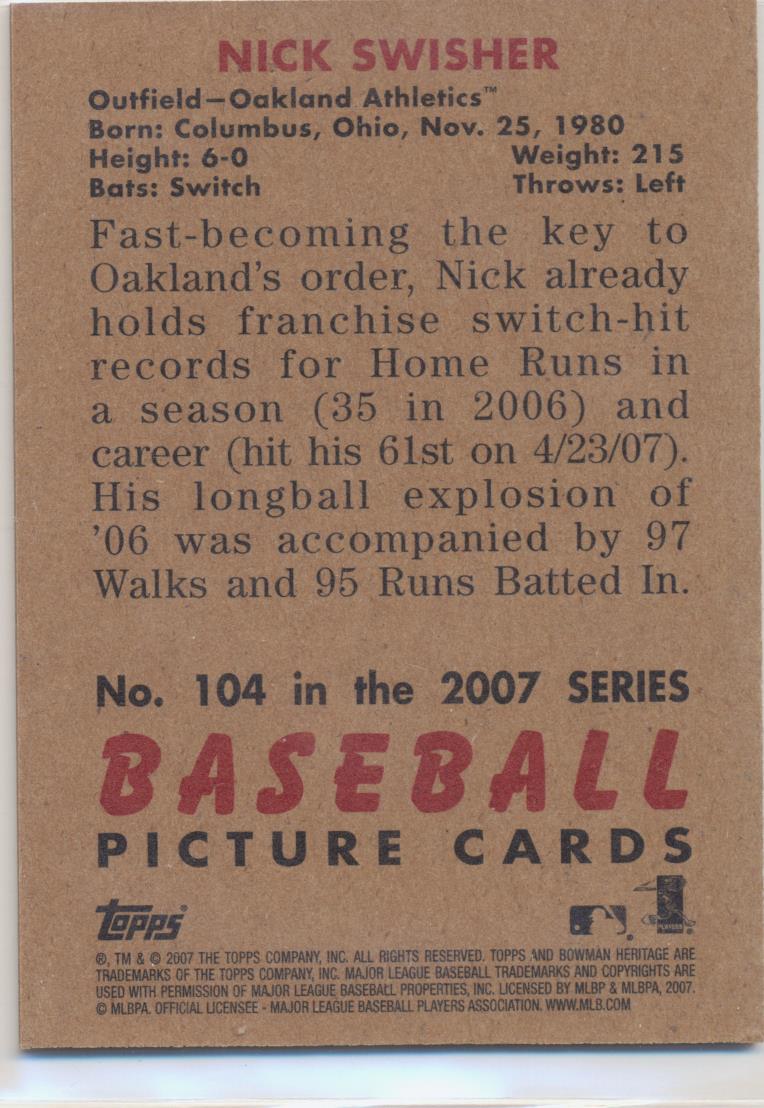 NICK SWISHER
Outfield—Oakland Athletics™
Born: Columbus, Ohio, Nov. 25, 1980
Height: 6-0 Weight: 215
Bats: Switch Throws: Left
Fast-becoming the key to
Oakland's order, Nick already
holds franchise switch-hit
records for Home Runs in
a season (35 in 2006) and
career (hit his 61st on 4/23/07).
His longball explosion of
'06 was accompanied by 97
Walks and 95 Runs Batted In.
No. 104 in the 2007 SERIES
BASEBALL
PICTURE CARDS
topps®
PLAYERS
®, TM & © 2007 THE TOPPS COMPANY, INC. ALL RIGHTS RESERVED. TOPPS AND BOWMAN HERITAGE ARE
TRADEMARKS OF THE TOPPS COMPANY, INC. MAJOR LEAGUE BASEBALL TRADEMARKS AND COPYRIGHTS ARE
USED WITH PERMISSION OF MAJOR LEAGUE BASEBALL PROPERTIES, INC. LICENSED BY MLBP & MLBPA, 2007.
© MLBPA. OFFICIAL LICENSEE - MAJOR LEAGUE BASEBALL PLAYERS ASSOCIATION. WWW.MLB.COM